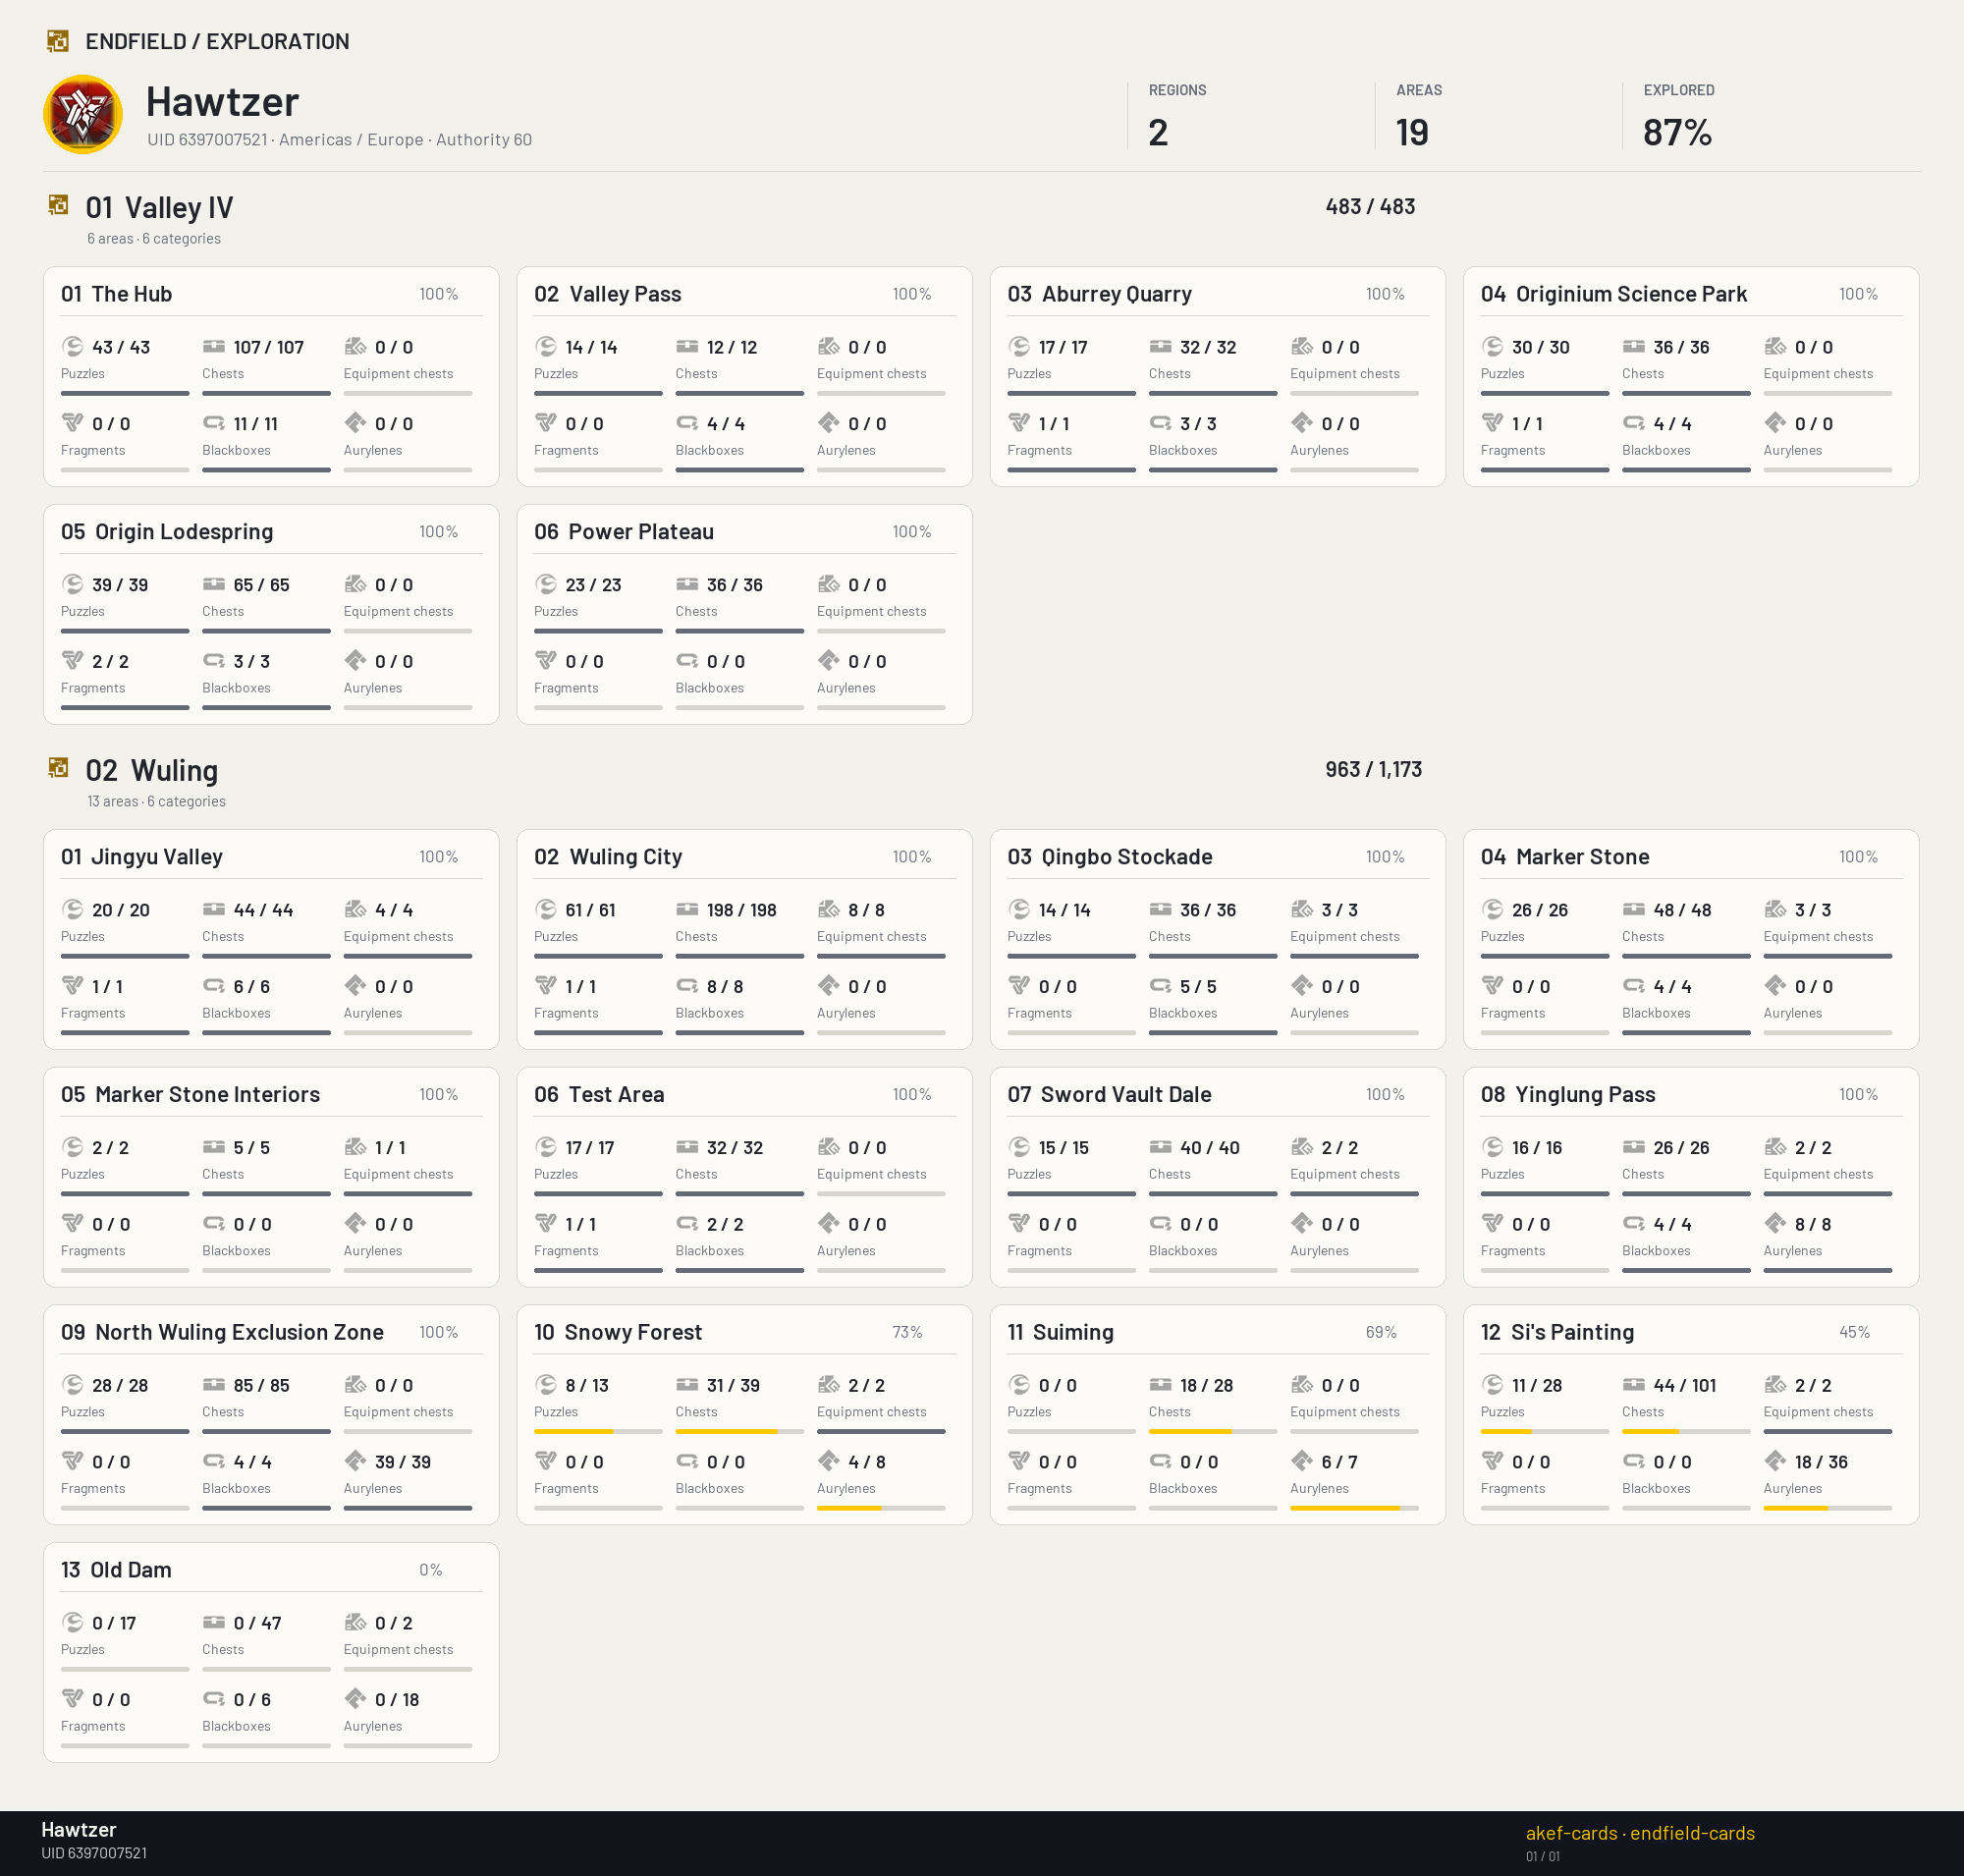 ENDFIELD / EXPLORATION
Hawtzer
UID 6397007521 · Americas / Europe · Authority 60
REGIONS
2
AREAS
19
EXPLORED
87%
01 Valley IV
483 / 483
6 areas · 6 categories
01 The Hub 100%
43 / 43 107 / 107 0 / 0
Puzzles Chests Equipment chests
0 / 0 11 / 11 0 / 0
Fragments Blackboxes Aurylenes
02 Valley Pass 100%
14 / 14 12 / 12 0 / 0
Puzzles Chests Equipment chests
0 / 0 4 / 4 0 / 0
Fragments Blackboxes Aurylenes
03 Aburrey Quarry 100%
17 / 17 32 / 32 0 / 0
Puzzles Chests Equipment chests
1 / 1 3 / 3 0 / 0
Fragments Blackboxes Aurylenes
04 Originium Science Park 100%
30 / 30 36 / 36 0 / 0
Puzzles Chests Equipment chests
1 / 1 4 / 4 0 / 0
Fragments Blackboxes Aurylenes
05 Origin Lodespring 100%
39 / 39 65 / 65 0 / 0
Puzzles Chests Equipment chests
2 / 2 3 / 3 0 / 0
Fragments Blackboxes Aurylenes
06 Power Plateau 100%
23 / 23 36 / 36 0 / 0
Puzzles Chests Equipment chests
0 / 0 0 / 0 0 / 0
Fragments Blackboxes Aurylenes
02 Wuling
963 / 1,173
13 areas · 6 categories
01 Jingyu Valley 100%
20 / 20 44 / 44 4 / 4
Puzzles Chests Equipment chests
1 / 1 6 / 6 0 / 0
Fragments Blackboxes Aurylenes
02 Wuling City 100%
61 / 61 198 / 198 8 / 8
Puzzles Chests Equipment chests
1 / 1 8 / 8 0 / 0
Fragments Blackboxes Aurylenes
03 Qingbo Stockade 100%
14 / 14 36 / 36 3 / 3
Puzzles Chests Equipment chests
0 / 0 5 / 5 0 / 0
Fragments Blackboxes Aurylenes
04 Marker Stone 100%
26 / 26 48 / 48 3 / 3
Puzzles Chests Equipment chests
0 / 0 4 / 4 0 / 0
Fragments Blackboxes Aurylenes
05 Marker Stone Interiors 100%
2 / 2 5 / 5 1 / 1
Puzzles Chests Equipment chests
0 / 0 0 / 0 0 / 0
Fragments Blackboxes Aurylenes
06 Test Area 100%
17 / 17 32 / 32 0 / 0
Puzzles Chests Equipment chests
1 / 1 2 / 2 0 / 0
Fragments Blackboxes Aurylenes
07 Sword Vault Dale 100%
15 / 15 40 / 40 2 / 2
Puzzles Chests Equipment chests
0 / 0 0 / 0 0 / 0
Fragments Blackboxes Aurylenes
08 Yinglung Pass 100%
16 / 16 26 / 26 2 / 2
Puzzles Chests Equipment chests
0 / 0 4 / 4 8 / 8
Fragments Blackboxes Aurylenes
09 North Wuling Exclusion Zone 100%
28 / 28 85 / 85 0 / 0
Puzzles Chests Equipment chests
0 / 0 4 / 4 39 / 39
Fragments Blackboxes Aurylenes
10 Snowy Forest 73%
8 / 13 31 / 39 2 / 2
Puzzles Chests Equipment chests
0 / 0 0 / 0 4 / 8
Fragments Blackboxes Aurylenes
11 Suiming 69%
0 / 0 18 / 28 0 / 0
Puzzles Chests Equipment chests
0 / 0 0 / 0 6 / 7
Fragments Blackboxes Aurylenes
12 Si's Painting 45%
11 / 28 44 / 101 2 / 2
Puzzles Chests Equipment chests
0 / 0 0 / 0 18 / 36
Fragments Blackboxes Aurylenes
13 Old Dam 0%
0 / 17 0 / 47 0 / 2
Puzzles Chests Equipment chests
0 / 0 0 / 6 0 / 18
Fragments Blackboxes Aurylenes
Hawtzer
UID 6397007521
akef-cards · endfield-cards
01 / 01